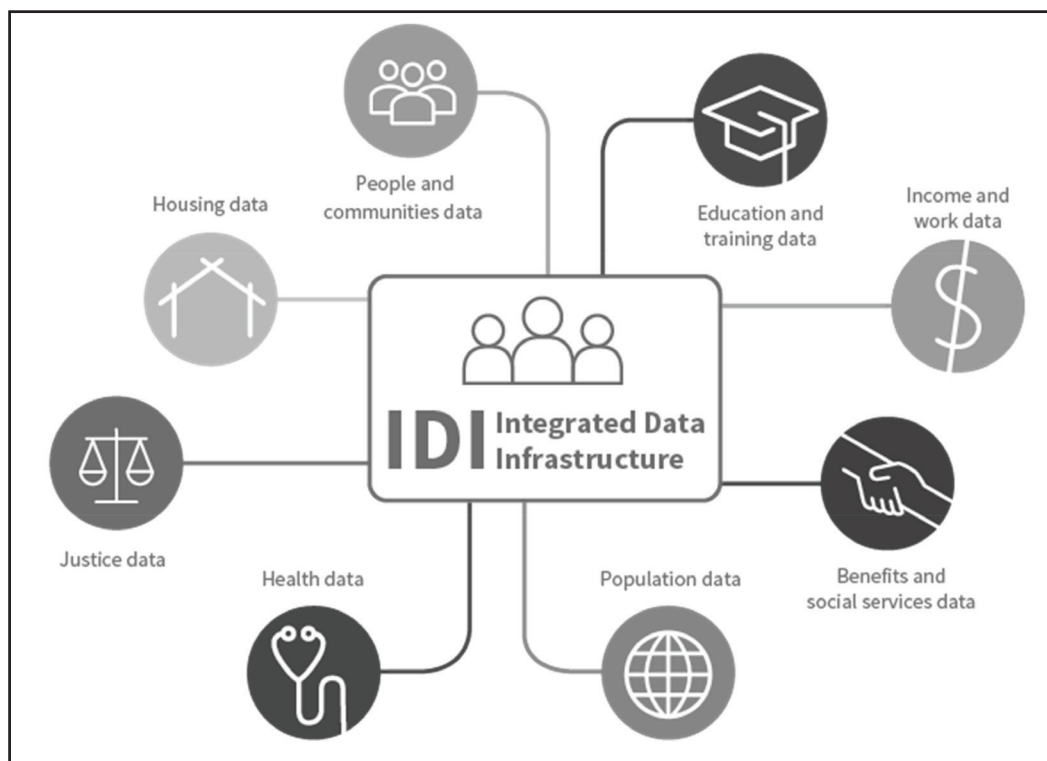 People and
communities data
Education and
training data
Income and
work data
Housing data
IDI Integrated Data
Infrastructure
Justice data
Health data
Population data
Benefits and
social services data